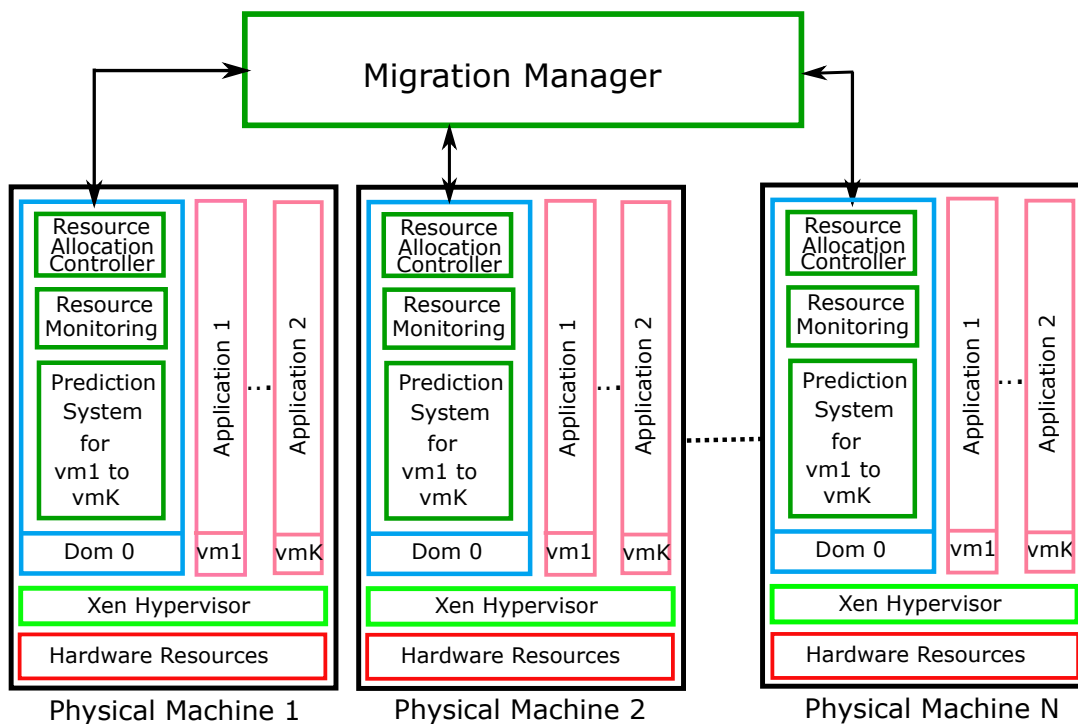 Migration Manager
Resource
Allocation
Controller
Resource
Monitoring
Prediction
System
for
vm1 to
vmK
Dom 0
Application 1
vm1
...
Application 2
vmK
Xen Hypervisor
Hardware Resources
Physical Machine 1
Resource
Allocation
Controller
Resource
Monitoring
Prediction
System
for
vm1 to
vmK
Dom 0
Application 1
vm1
...
Application 2
vmK
Xen Hypervisor
Hardware Resources
Physical Machine 2
Resource
Allocation
Controller
Resource
Monitoring
Prediction
System
for
vm1 to
vmK
Dom 0
Application 1
vm1
...
Application 2
vmK
Xen Hypervisor
Hardware Resources
Physical Machine N